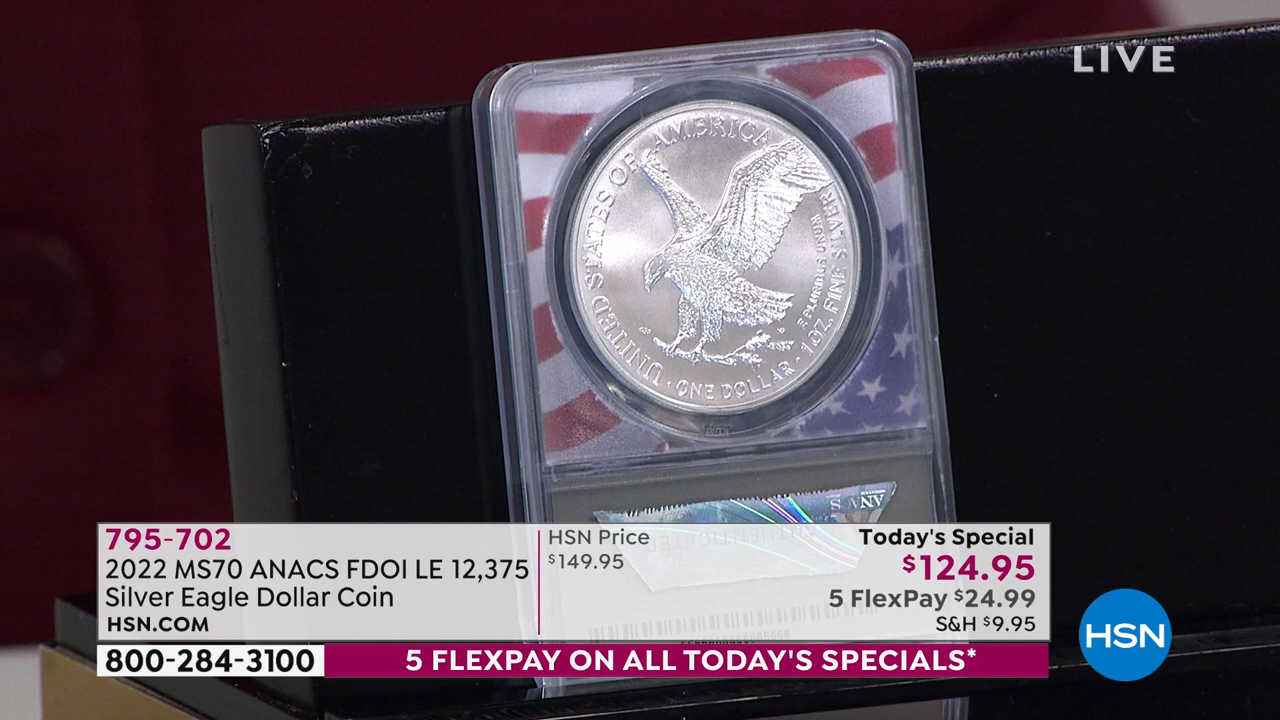 LIVE
UNITED STATES OF AMERICA
1 OZ. FINE SILVER
E PLURIBUS UNUM
· ONE DOLLAR ·
ANA S
795-702
2022 MS70 ANACS FDOI LE 12,375
Silver Eagle Dollar Coin
HSN.COM
HSN Price
$149.95
Today's Special
$124.95
5 FlexPay $24.99
S&H $9.95
HSN
800-284-3100
5 FLEXPAY ON ALL TODAY'S SPECIALS*